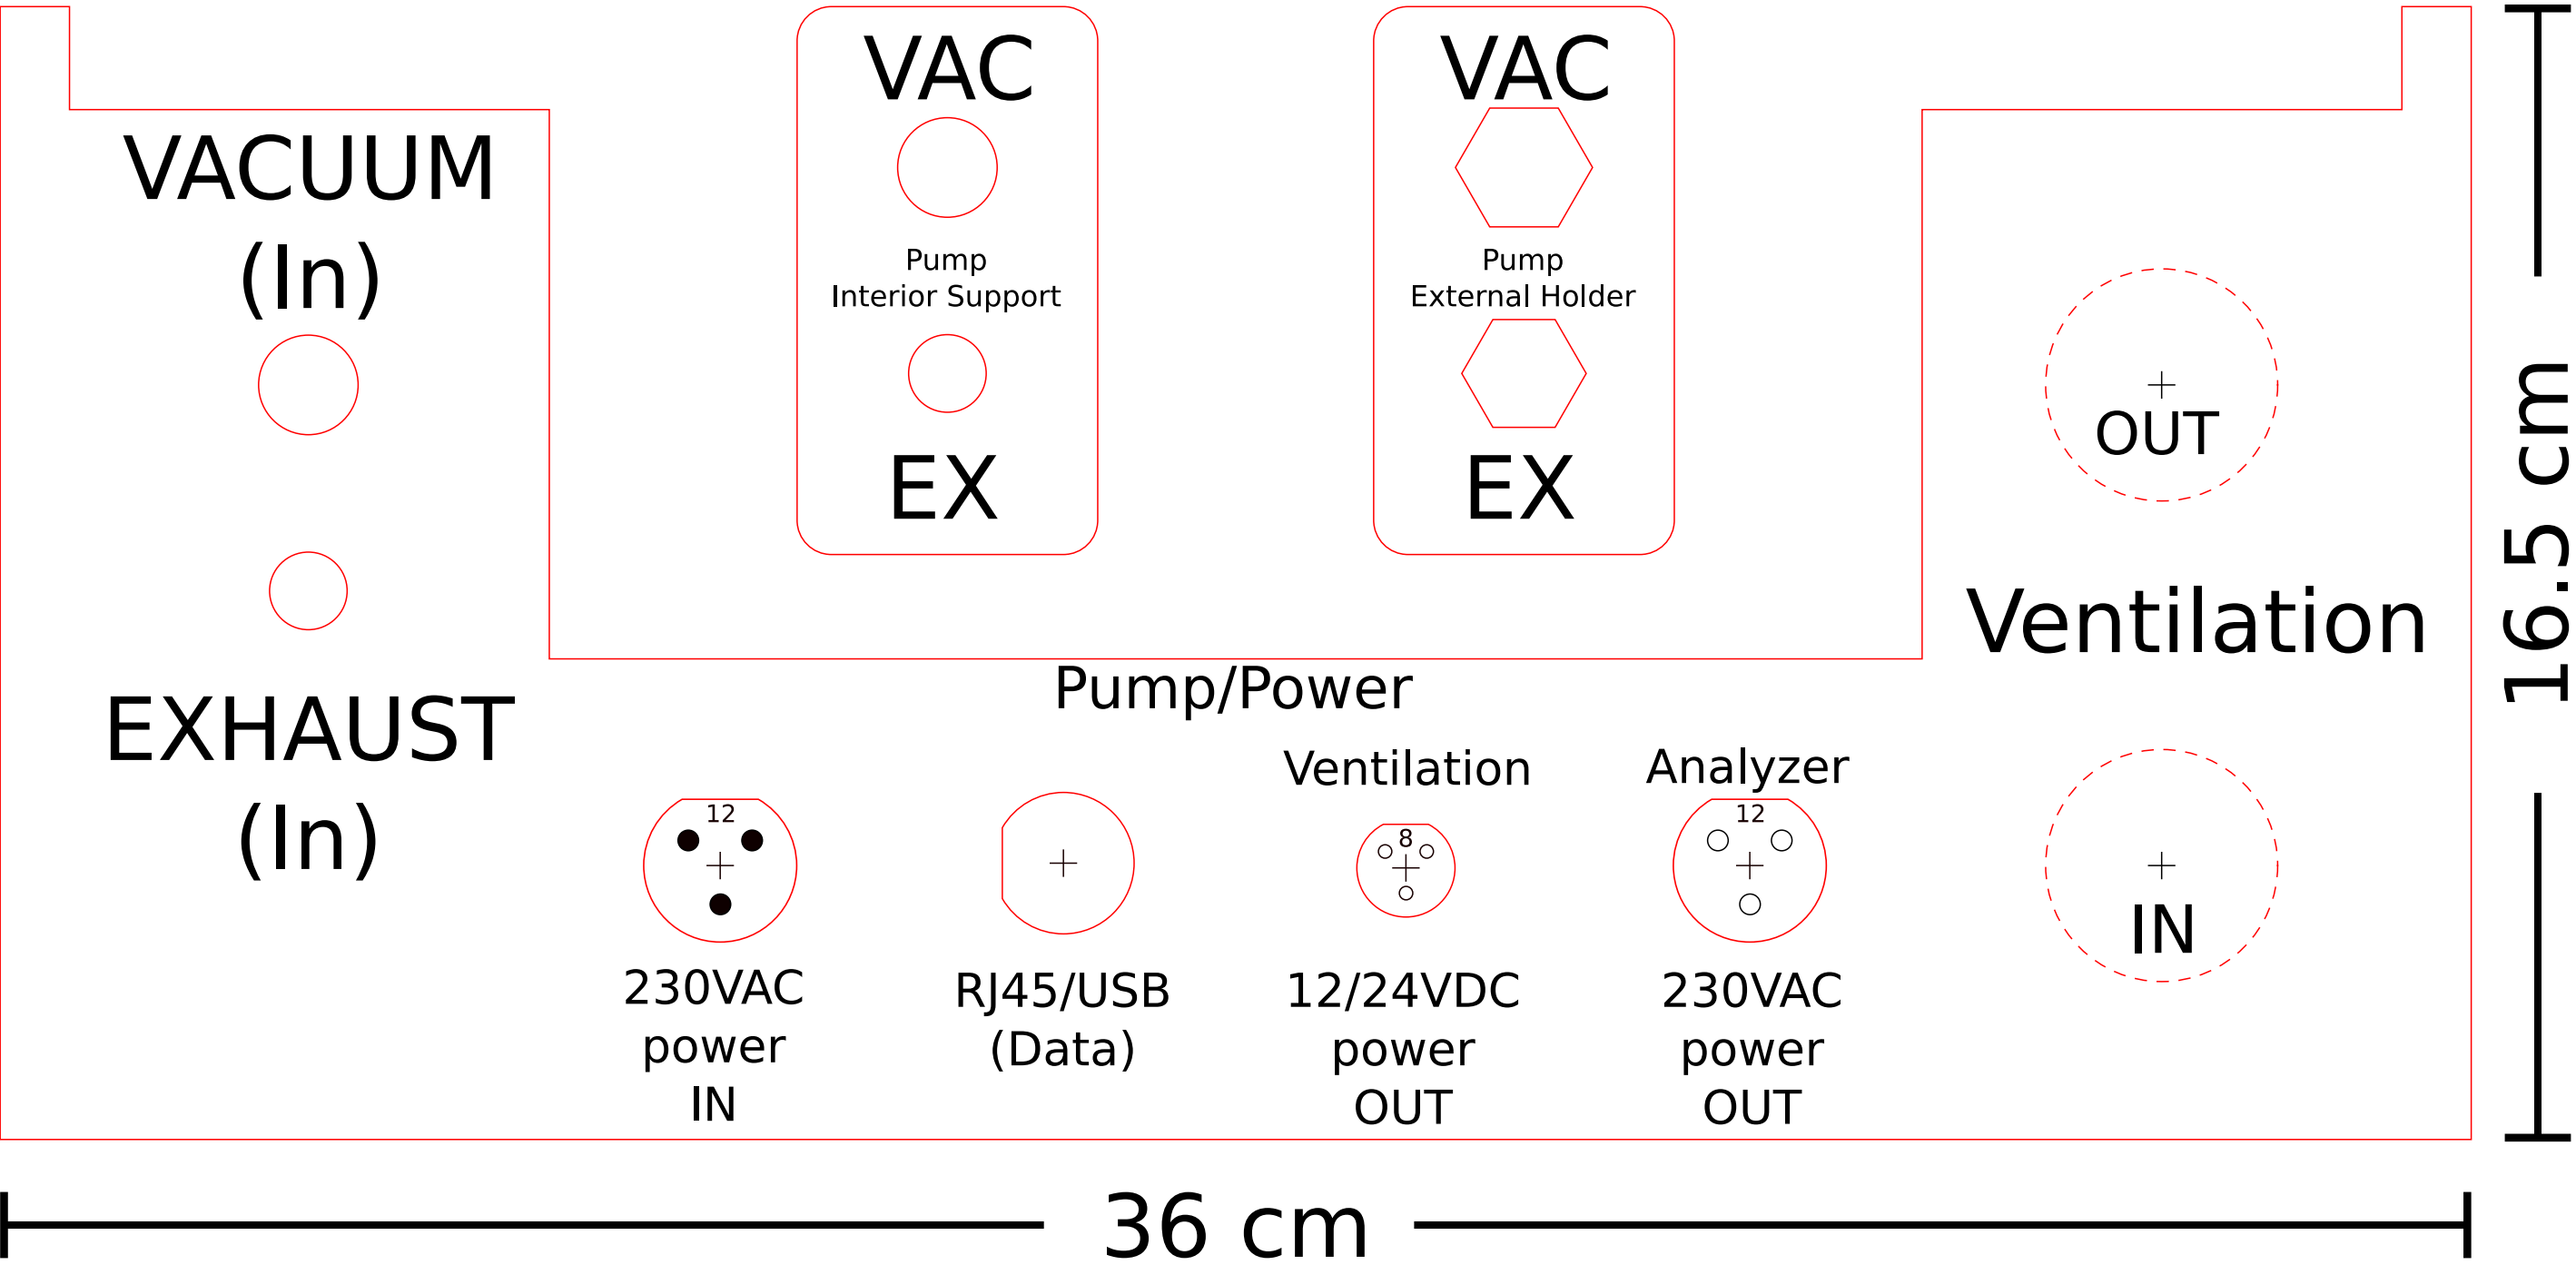 VACUUM
(In)
EXHAUST
(In)
VAC
Pump
Interior Support
EX
VAC
Pump
External Holder
EX
OUT
Ventilation
IN
Pump/Power
Ventilation
Analyzer
12
8
12
230VAC
power
IN
RJ45/USB
(Data)
12/24VDC
power
OUT
230VAC
power
OUT
16.5 cm
36 cm